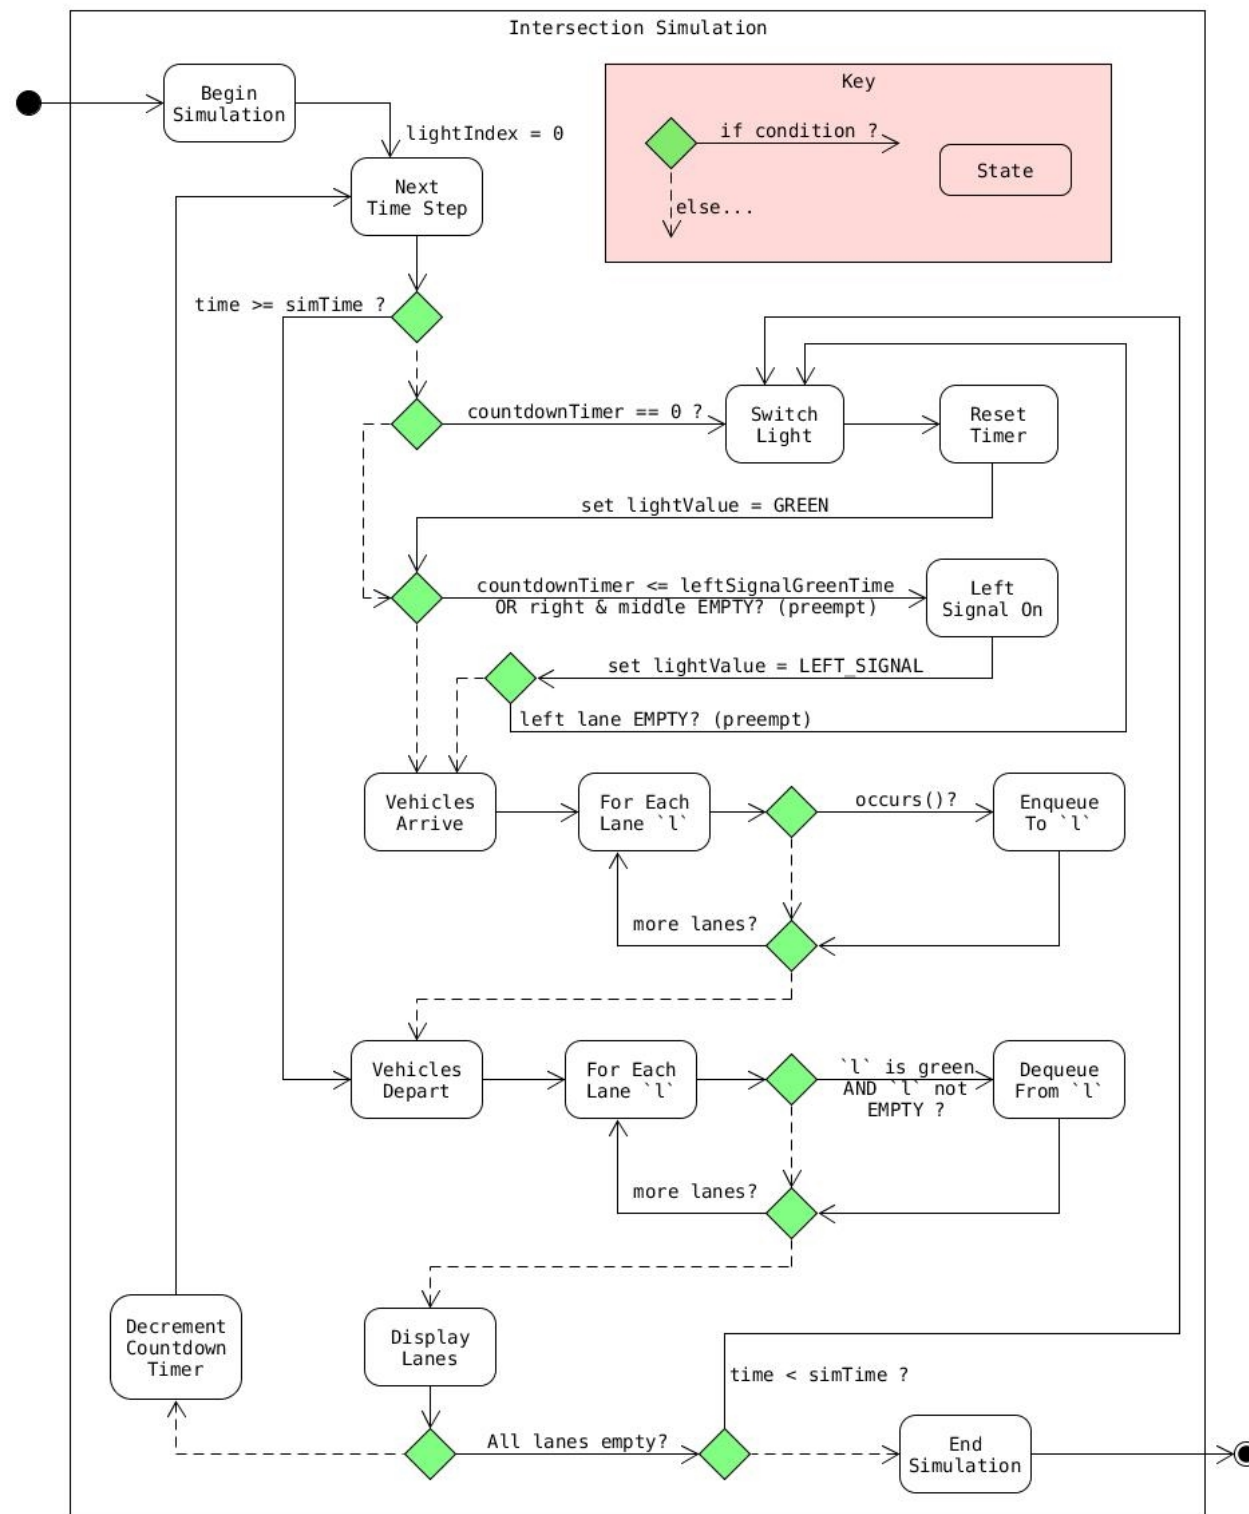 Intersection Simulation
Key
Begin
Simulation
if condition ?
lightIndex = 0
State
Next
Time Step
else...
time >= simTime ?
countdownTimer == 0 ?
Switch
Light
Reset
Timer
set lightValue = GREEN
countdownTimer <= leftSignalGreenTime
OR right & middle EMPTY? (preempt)
Left
Signal On
set lightValue = LEFT_SIGNAL
left lane EMPTY? (preempt)
Vehicles
Arrive
For Each
Lane `l`
occurs()?
Enqueue
To `l`
more lanes?
Vehicles
Depart
For Each
Lane `l`
`l` is green
AND `l` not
EMPTY ?
Dequeue
From `l`
more lanes?
Decrement
Countdown
Timer
Display
Lanes
time < simTime ?
All lanes empty?
End
Simulation